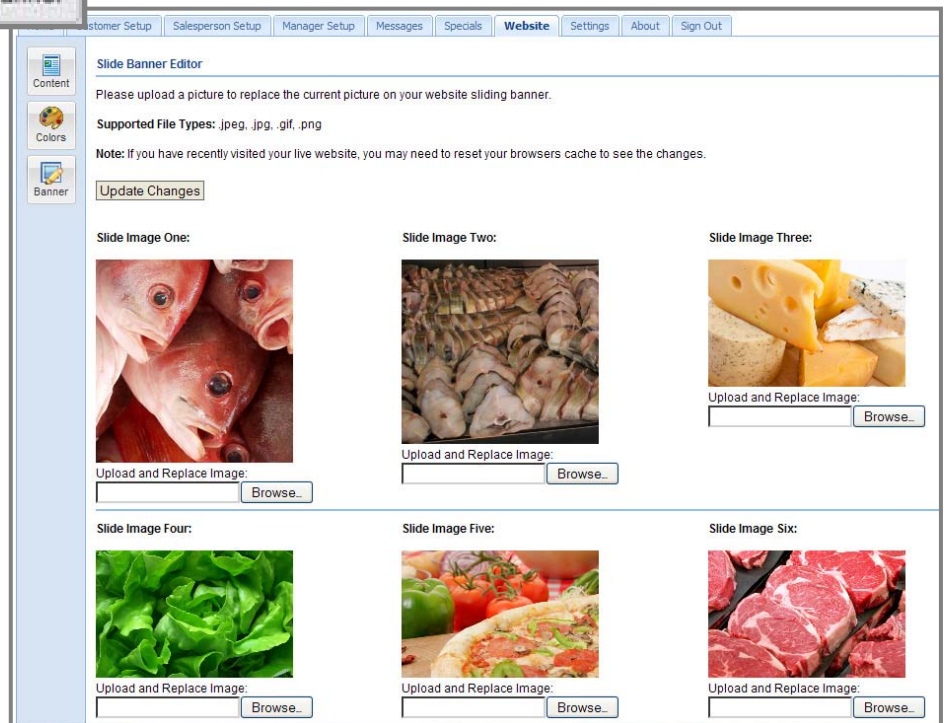 Customer Setup Salesperson Setup Manager Setup Messages Specials Website Settings About Sign Out
Content
Colors
Banner
Slide Banner Editor
Please upload a picture to replace the current picture on your website sliding banner.
Supported File Types: .jpeg, .jpg, .gif, .png
Note: If you have recently visited your live website, you may need to reset your browsers cache to see the changes.
Update Changes
Slide Image One: Slide Image Two: Slide Image Three:
Upload and Replace Image:
Browse..
Upload and Replace Image:
Browse..
Upload and Replace Image:
Browse..
Slide Image Four: Slide Image Five: Slide Image Six:
Upload and Replace Image: Upload and Replace Image: Upload and Replace Image:
Browse.. Browse.. Browse..